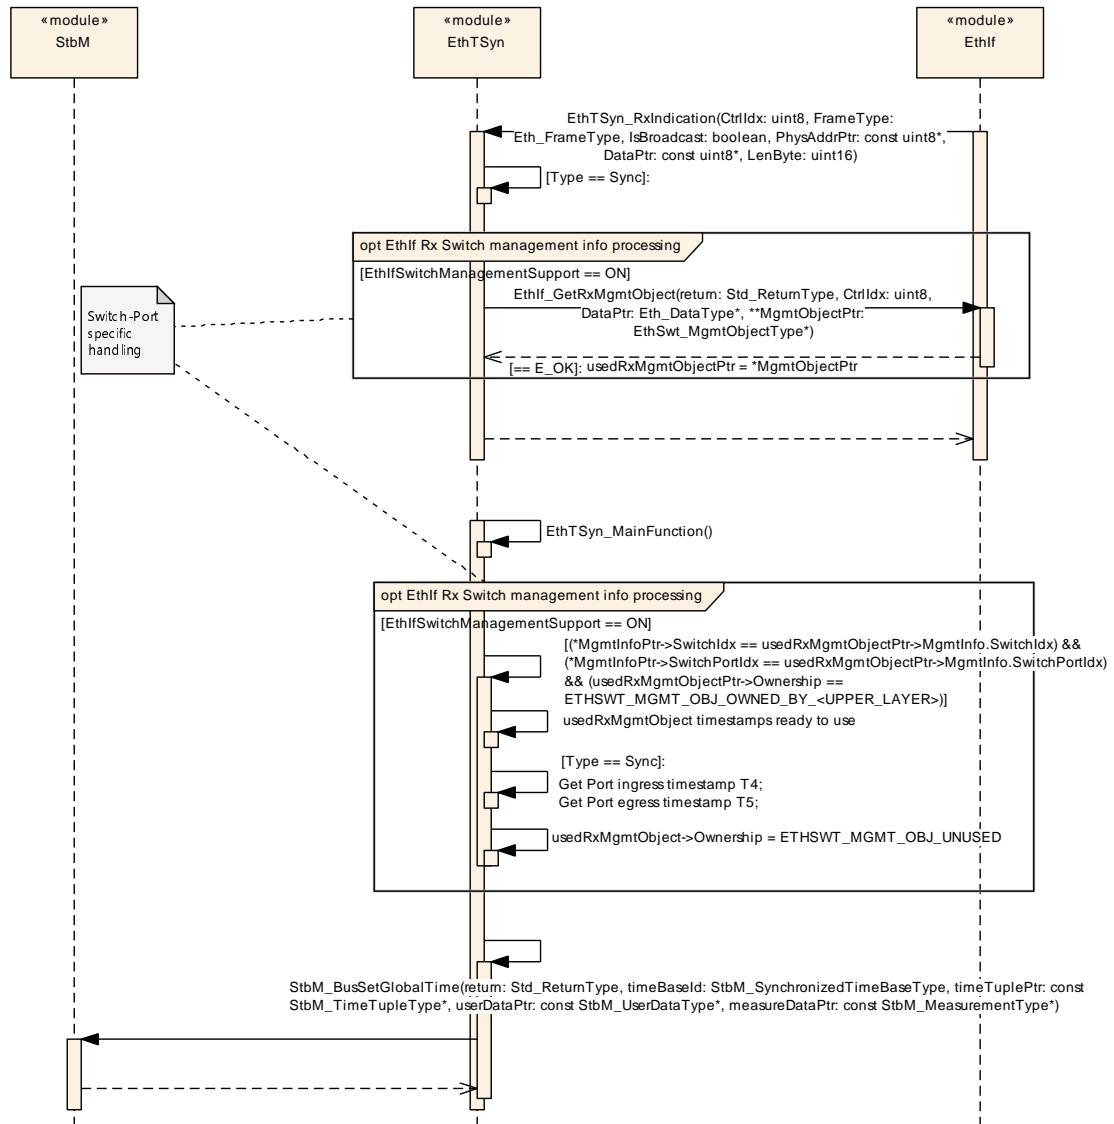 «module»
StbM
«module»
EthTSyn
«module»
EthIf
EthTSyn_RxIndication(CtrlIdx: uint8, FrameType:
Eth_FrameType, IsBroadcast: boolean, PhysAddrPtr: const uint8*,
DataPtr: const uint8*, LenByte: uint16)
[Type == Sync]:
opt EthIf Rx Switch management info processing
[EthIfSwitchManagementSupport == ON]
EthIf_GetRxMgmtObject(return: Std_ReturnType, CtrlIdx: uint8,
DataPtr: Eth_DataType*, **MgmtObjectPtr:
EthSwt_MgmtObjectType*)
Switch-Port
specific
handling
[== E_OK]: usedRxMgmtObjectPtr = *MgmtObjectPtr
EthTSyn_MainFunction()
opt EthIf Rx Switch management info processing
[EthIfSwitchManagementSupport == ON]
[(*MgmtInfoPtr->SwitchIdx == usedRxMgmtObjectPtr->MgmtInfo.SwitchIdx) &&
(*MgmtInfoPtr->SwitchPortIdx == usedRxMgmtObjectPtr->MgmtInfo.SwitchPortIdx)
&& (usedRxMgmtObjectPtr->Ownership ==
ETHSWT_MGMT_OBJ_OWNED_BY_<UPPER_LAYER>)]
usedRxMgmtObject timestamps ready to use
[Type == Sync]:
Get Port ingress timestamp T4;
Get Port egress timestamp T5;
usedRxMgmtObject->Ownership = ETHSWT_MGMT_OBJ_UNUSED
StbM_BusSetGlobalTime(return: Std_ReturnType, timeBaseId: StbM_SynchronizedTimeBaseType, timeTuplePtr: const
StbM_TimeTupleType*, userDataPtr: const StbM_UserDataType*, measureDataPtr: const StbM_MeasurementType*)